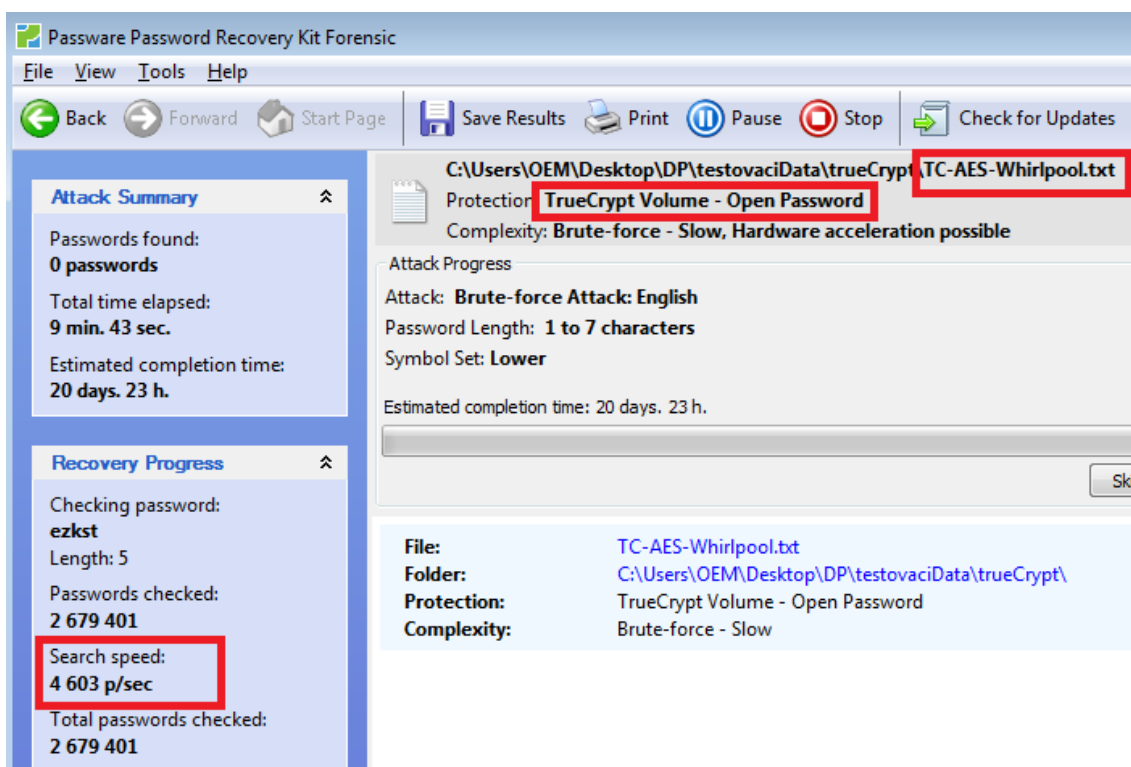 Passware Password Recovery Kit Forensic
File View Tools Help
Back Forward Start Page Save Results Print Pause Stop Check for Updates
Attack Summary
Passwords found:
0 passwords
Total time elapsed:
9 min. 43 sec.
Estimated completion time:
20 days. 23 h.
Recovery Progress
Checking password:
ezkst
Length: 5
Passwords checked:
2 679 401
Search speed:
4 603 p/sec
Total passwords checked:
2 679 401
C:\Users\OEM\Desktop\DP\testovaciData\trueCrypt\TC-AES-Whirlpool.txt
Protection: TrueCrypt Volume - Open Password
Complexity: Brute-force - Slow, Hardware acceleration possible
Attack Progress
Attack: Brute-force Attack: English
Password Length: 1 to 7 characters
Symbol Set: Lower
Estimated completion time: 20 days. 23 h.
Sk
File: TC-AES-Whirlpool.txt
Folder: C:\Users\OEM\Desktop\DP\testovaciData\trueCrypt\
Protection: TrueCrypt Volume - Open Password
Complexity: Brute-force - Slow